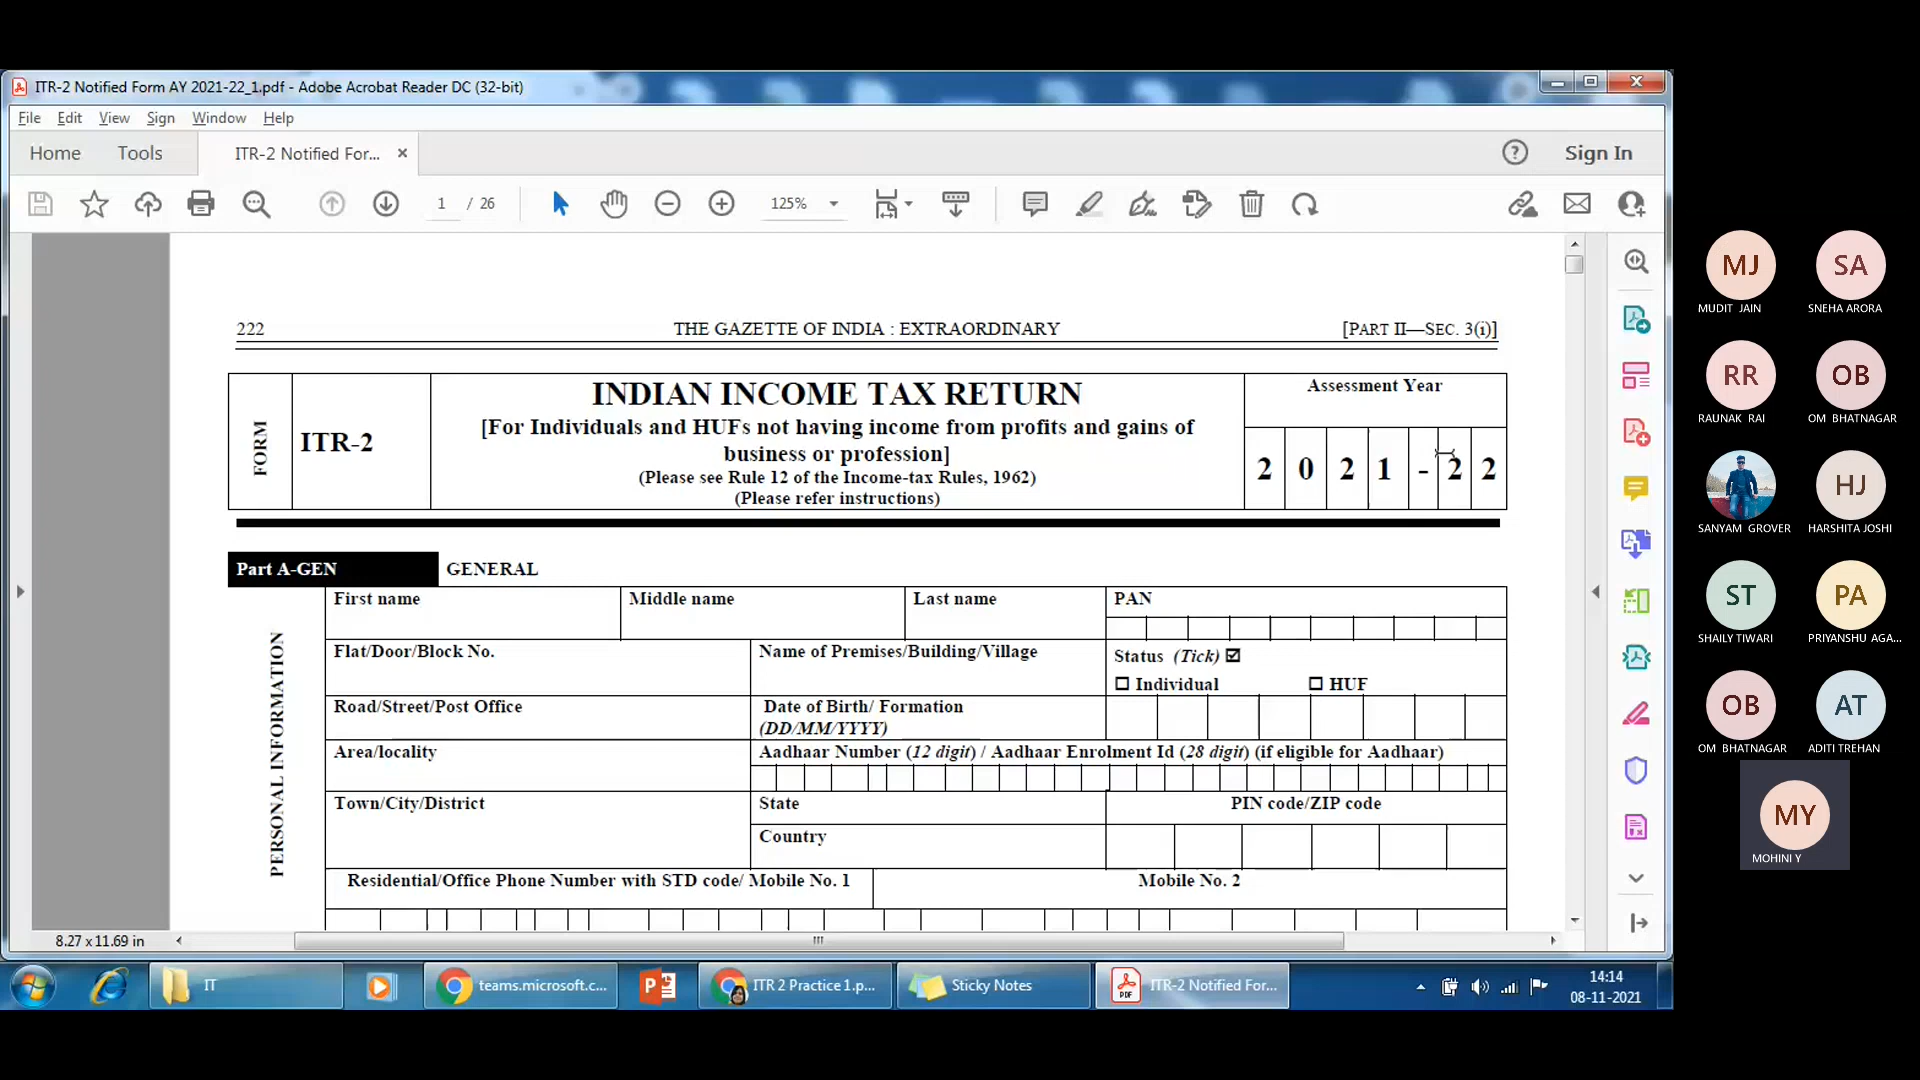 ITR-2 Notified Form AY 2021-22_1.pdf - Adobe Acrobat Reader DC (32-bit)
File Edit View Sign Window Help
Home Tools ITR-2 Notified For... × Sign In
1 / 26 125%
222 THE GAZETTE OF INDIA : EXTRAORDINARY [PART II—SEC. 3(i)]
FORM
ITR-2
INDIAN INCOME TAX RETURN
[For Individuals and HUFs not having income from profits and gains of
business or profession]
(Please see Rule 12 of the Income-tax Rules, 1962)
(Please refer instructions)
Assessment Year
2 0 2 1 - 2 2
Part A-GEN GENERAL
PERSONAL INFORMATION
First name Middle name Last name PAN
Flat/Door/Block No. Name of Premises/Building/Village Status (Tick) ☑
☐ Individual ☐ HUF
Road/Street/Post Office Date of Birth/ Formation
(DD/MM/YYYY)
Area/locality Aadhaar Number (12 digit) / Aadhaar Enrolment Id (28 digit) (if eligible for Aadhaar)
Town/City/District State PIN code/ZIP code
Country
Residential/Office Phone Number with STD code/ Mobile No. 1 Mobile No. 2
8.27 x 11.69 in
IT teams.microsoft.c... ITR 2 Practice 1.p... Sticky Notes ITR-2 Notified For...
14:14
08-11-2021
MJ SA
MUDIT JAIN SNEHA ARORA
RR OB
RAUNAK RAI OM BHATNAGAR
HJ
SANYAM GROVER HARSHITA JOSHI
ST PA
SHAILY TIWARI PRIYANSHU AGA...
OB AT
OM BHATNAGAR ADITI TREHAN
MY
MOHINI Y